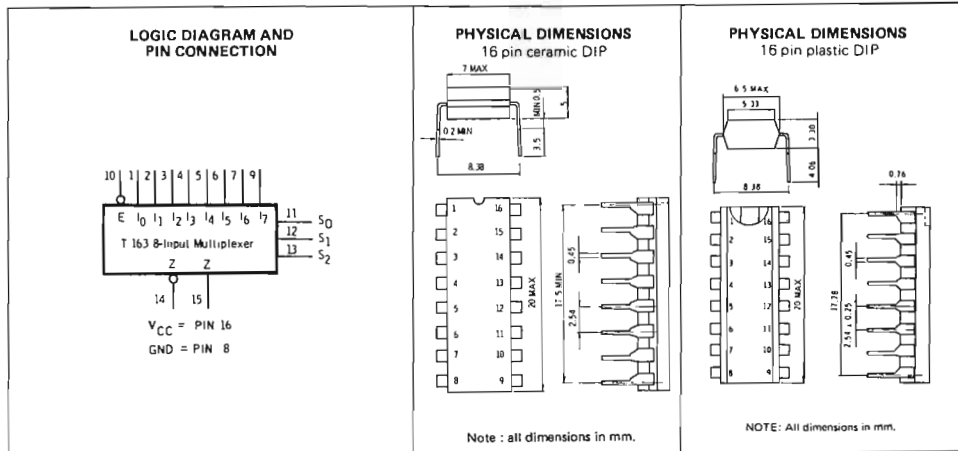 LOGIC DIAGRAM AND
PIN CONNECTION
10 1 2 3 4 5 6 7 9
E I0 I1 I2 I3 I4 I5 I6 I7
T 163 8-Input Multiplexer
Z Z
11 S0
12 S1
13 S2
14 15
VCC = PIN 16
GND = PIN 8
PHYSICAL DIMENSIONS
16 pin ceramic DIP
7 MAX
MIN 0.5
5
0.2 MIN
3.5
8.38
1 16
2 15
3 14
4 13
5 12
6 11
7 10
8 9
20 MAX
17.5 MIN
0.45
2.54
Note : all dimensions in mm.
PHYSICAL DIMENSIONS
16 pin plastic DIP
6.5 MAX
5.33
3.30
4.06
8.38
0.76
1 16
2 15
3 14
4 13
5 12
6 11
7 10
8 9
20 MAX
17.78
0.45
2.54 ± 0.25
NOTE: All dimensions in mm.